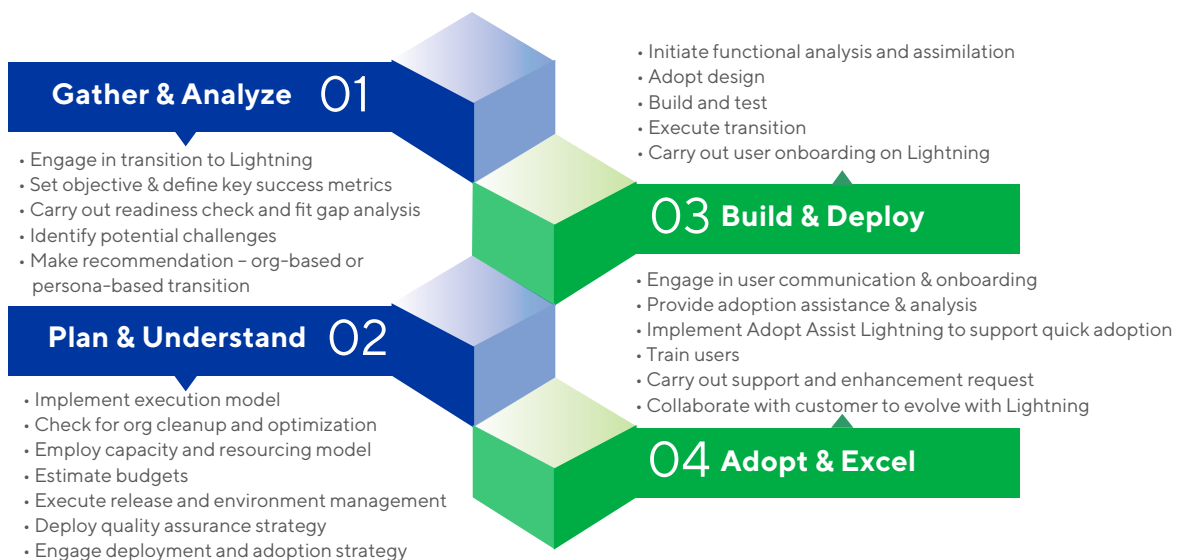 Gather & Analyze 01
• Engage in transition to Lightning
• Set objective & define key success metrics
• Carry out readiness check and fit gap analysis
• Identify potential challenges
• Make recommendation – org-based or
persona-based transition
Plan & Understand 02
• Implement execution model
• Check for org cleanup and optimization
• Employ capacity and resourcing model
• Estimate budgets
• Execute release and environment management
• Deploy quality assurance strategy
• Engage deployment and adoption strategy
• Initiate functional analysis and assimilation
• Adopt design
• Build and test
• Execute transition
• Carry out user onboarding on Lightning
03 Build & Deploy
• Engage in user communication & onboarding
• Provide adoption assistance & analysis
• Implement Adopt Assist Lightning to support quick adoption
• Train users
• Carry out support and enhancement request
• Collaborate with customer to evolve with Lightning
04 Adopt & Excel